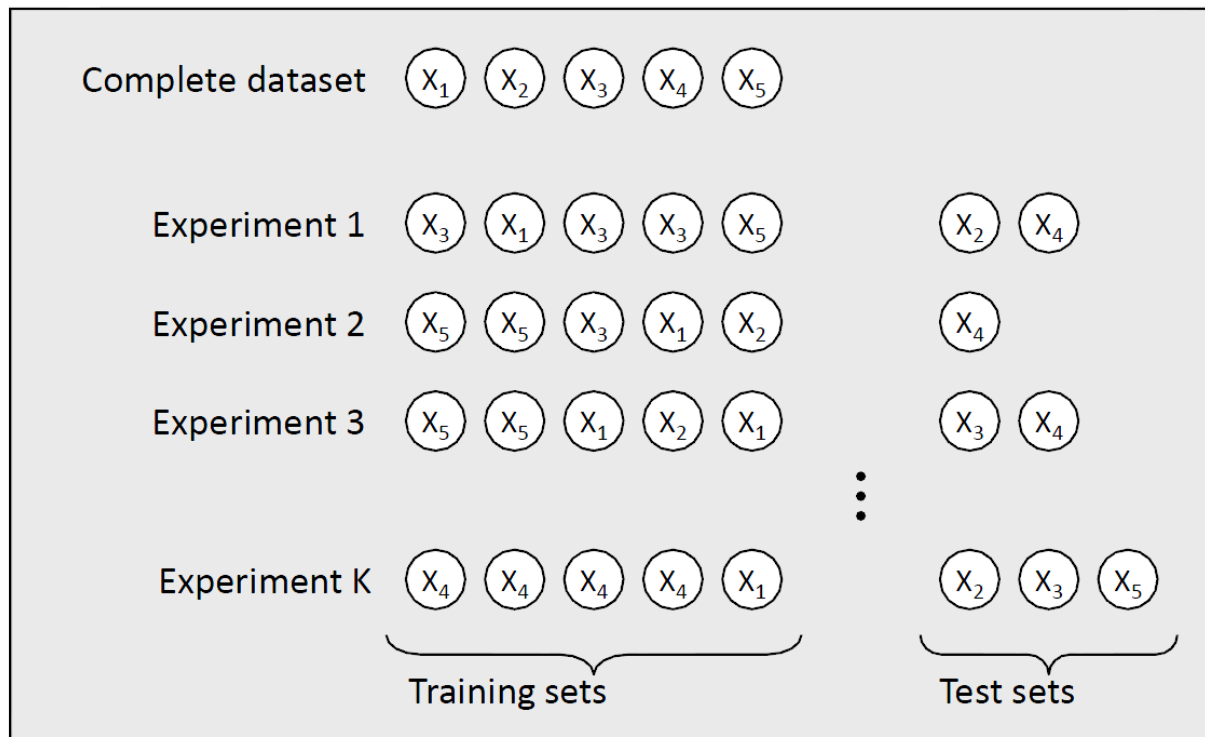 Complete dataset X₁ X₂ X₃ X₄ X₅
Experiment 1 X₃ X₁ X₃ X₃ X₅ X₂ X₄
Experiment 2 X₅ X₅ X₃ X₁ X₂ X₄
Experiment 3 X₅ X₅ X₁ X₂ X₁ X₃ X₄
Experiment K X₄ X₄ X₄ X₄ X₁ X₂ X₃ X₅
Training sets Test sets